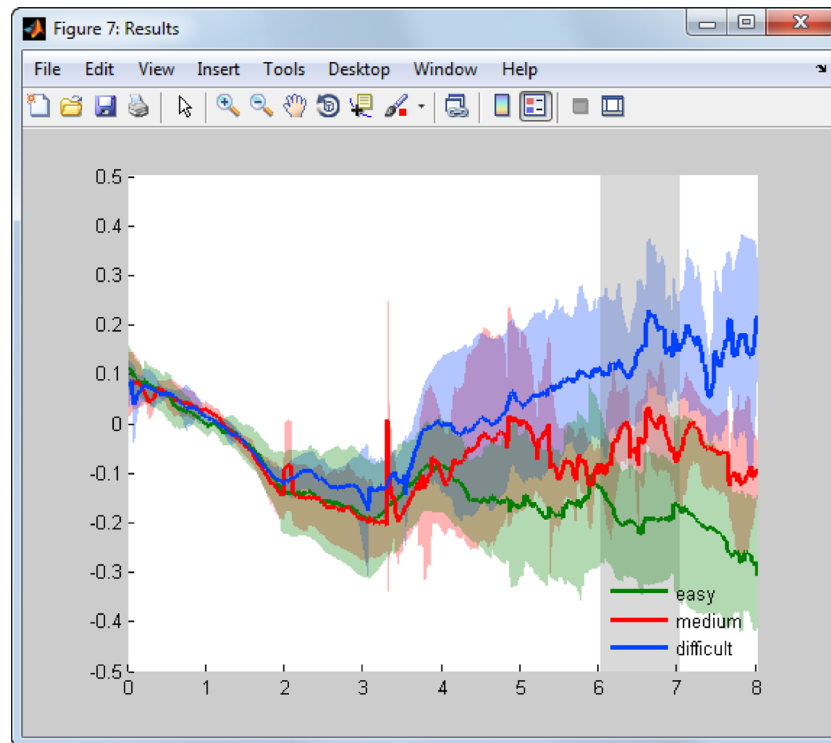 Figure 7: Results
File Edit View Insert Tools Desktop Window Help
0.5
0.4
0.3
0.2
0.1
0
-0.1
-0.2
-0.3
-0.4
-0.5
easy
medium
difficult
0 1 2 3 4 5 6 7 8